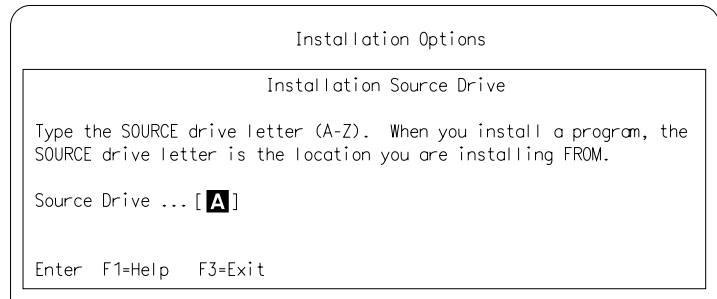 Installation Options
Installation Source Drive
Type the SOURCE drive letter (A-Z). When you install a program, the
SOURCE drive letter is the location you are installing FROM.
Source Drive ... [A]
Enter F1=Help F3=Exit